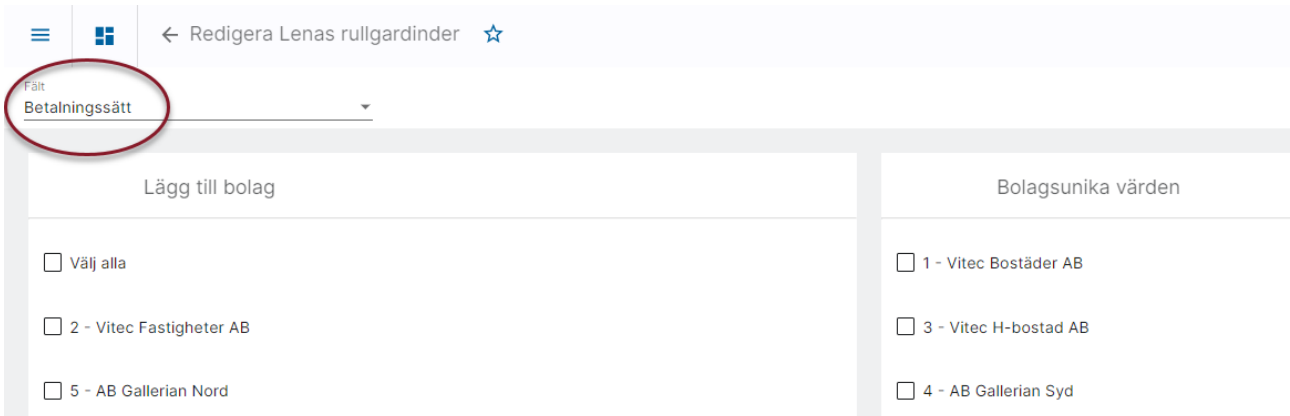 Redigera Lenas rullgardinder
Fält
Betalningssätt
Lägg till bolag
Bolagsunika värden
Välj alla
1 - Vitec Bostäder AB
2 - Vitec Fastigheter AB
3 - Vitec H-bostad AB
5 - AB Gallerian Nord
4 - AB Gallerian Syd